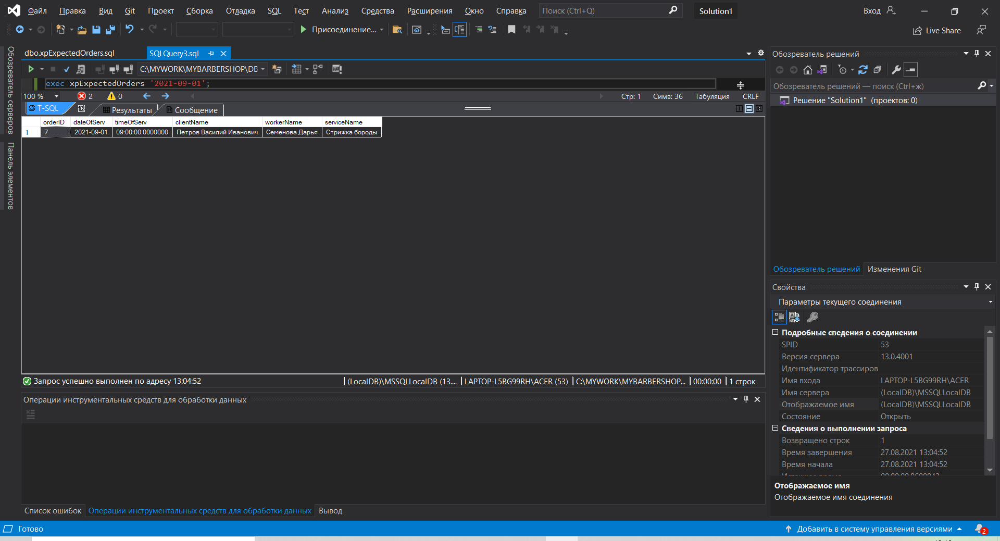 Файл Правка Вид Git Проект Сборка Отладка SQL Тест Анализ Средства Расширения Окно Справка Поиск (Ctrl+Q) Solution1 Вход
Присоединение... Live Share
Обозреватель серверов
Панель элементов
dbo.xpExpectedOrders.sql SQLQuery3.sql
C:\MYWORK\MYBARBERSHOP\DB
exec xpExpectedOrders '2021-09-01';
100 % 2 0 Стр: 1 Симв: 36 Табуляция CRLF
T-SQL Результаты Сообщение
orderID dateOfServ timeOfServ clientName workerName serviceName
1 7 2021-09-01 09:00:00.0000000 Петров Василий Иванович Семенова Дарья Стрижка бороды
Запрос успешно выполнен по адресу 13:04:52 (LocalDB)\MSSQLLocalDB (13.... LAPTOP-L5BG99RH\ACER (53) C:\MYWORK\MYBARBERSHOP... 00:00:00 1 строк
Операции инструментальных средств для обработки данных
Список ошибок Операции инструментальных средств для обработки данных Вывод
Обозреватель решений
Обозреватель решений — поиск (Ctrl+ж)
Решение "Solution1" (проектов: 0)
Обозреватель решений Изменения Git
Свойства
Параметры текущего соединения
Подробные сведения о соединении
SPID 53
Версия сервера 13.0.4001
Идентификатор трассиров
Имя входа LAPTOP-L5BG99RH\ACER
Имя сервера (LocalDB)\MSSQLLocalDB
Отображаемое имя (LocalDB)\MSSQLLocalDB
Состояние Открыть
Сведения о выполнении запроса
Возвращено строк 1
Время завершения 27.08.2021 13:04:52
Время начала 27.08.2021 13:04:52
Отображаемое имя
Отображаемое имя соединения
Готово Добавить в систему управления версиями 2